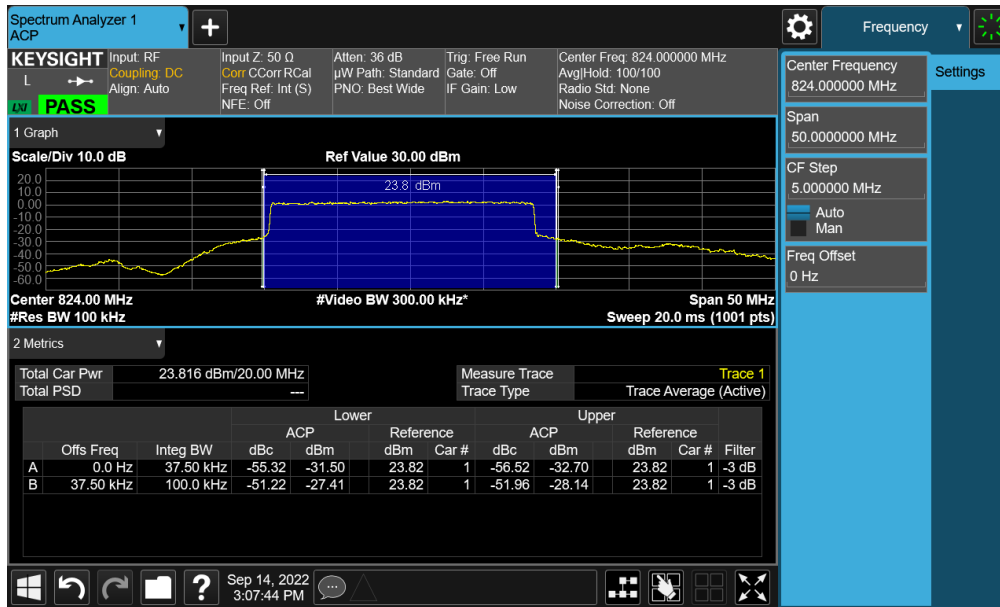 Spectrum Analyzer 1
ACP
+
Frequency
KEYSIGHT Input: RF Input Z: 50 Ω Atten: 36 dB Trig: Free Run Center Freq: 824.000000 MHz
L Coupling: DC Corr CCorr RCal µW Path: Standard Gate: Off Avg|Hold: 100/100
Align: Auto Freq Ref: Int (S) PNO: Best Wide IF Gain: Low Radio Std: None
LXI PASS NFE: Off Noise Correction: Off
Center Frequency
824.000000 MHz
Settings
Span
50.0000000 MHz
CF Step
5.000000 MHz
Auto
Man
Freq Offset
0 Hz
1 Graph
Scale/Div 10.0 dB Ref Value 30.00 dBm
23.8 dBm
20.0
10.0
0.00
-10.0
-20.0
-30.0
-40.0
-50.0
-60.0
Center 824.00 MHz #Video BW 300.00 kHz* Span 50 MHz
#Res BW 100 kHz Sweep 20.0 ms (1001 pts)
2 Metrics
Total Car Pwr 23.816 dBm/20.00 MHz Measure Trace Trace 1
Total PSD --- Trace Type Trace Average (Active)
Lower Upper
ACP Reference ACP Reference
Offs Freq Integ BW dBc dBm dBm Car # dBc dBm dBm Car # Filter
A 0.0 Hz 37.50 kHz -55.32 -31.50 23.82 1 -56.52 -32.70 23.82 1 -3 dB
B 37.50 kHz 100.0 kHz -51.22 -27.41 23.82 1 -51.96 -28.14 23.82 1 -3 dB
? Sep 14, 2022
3:07:44 PM